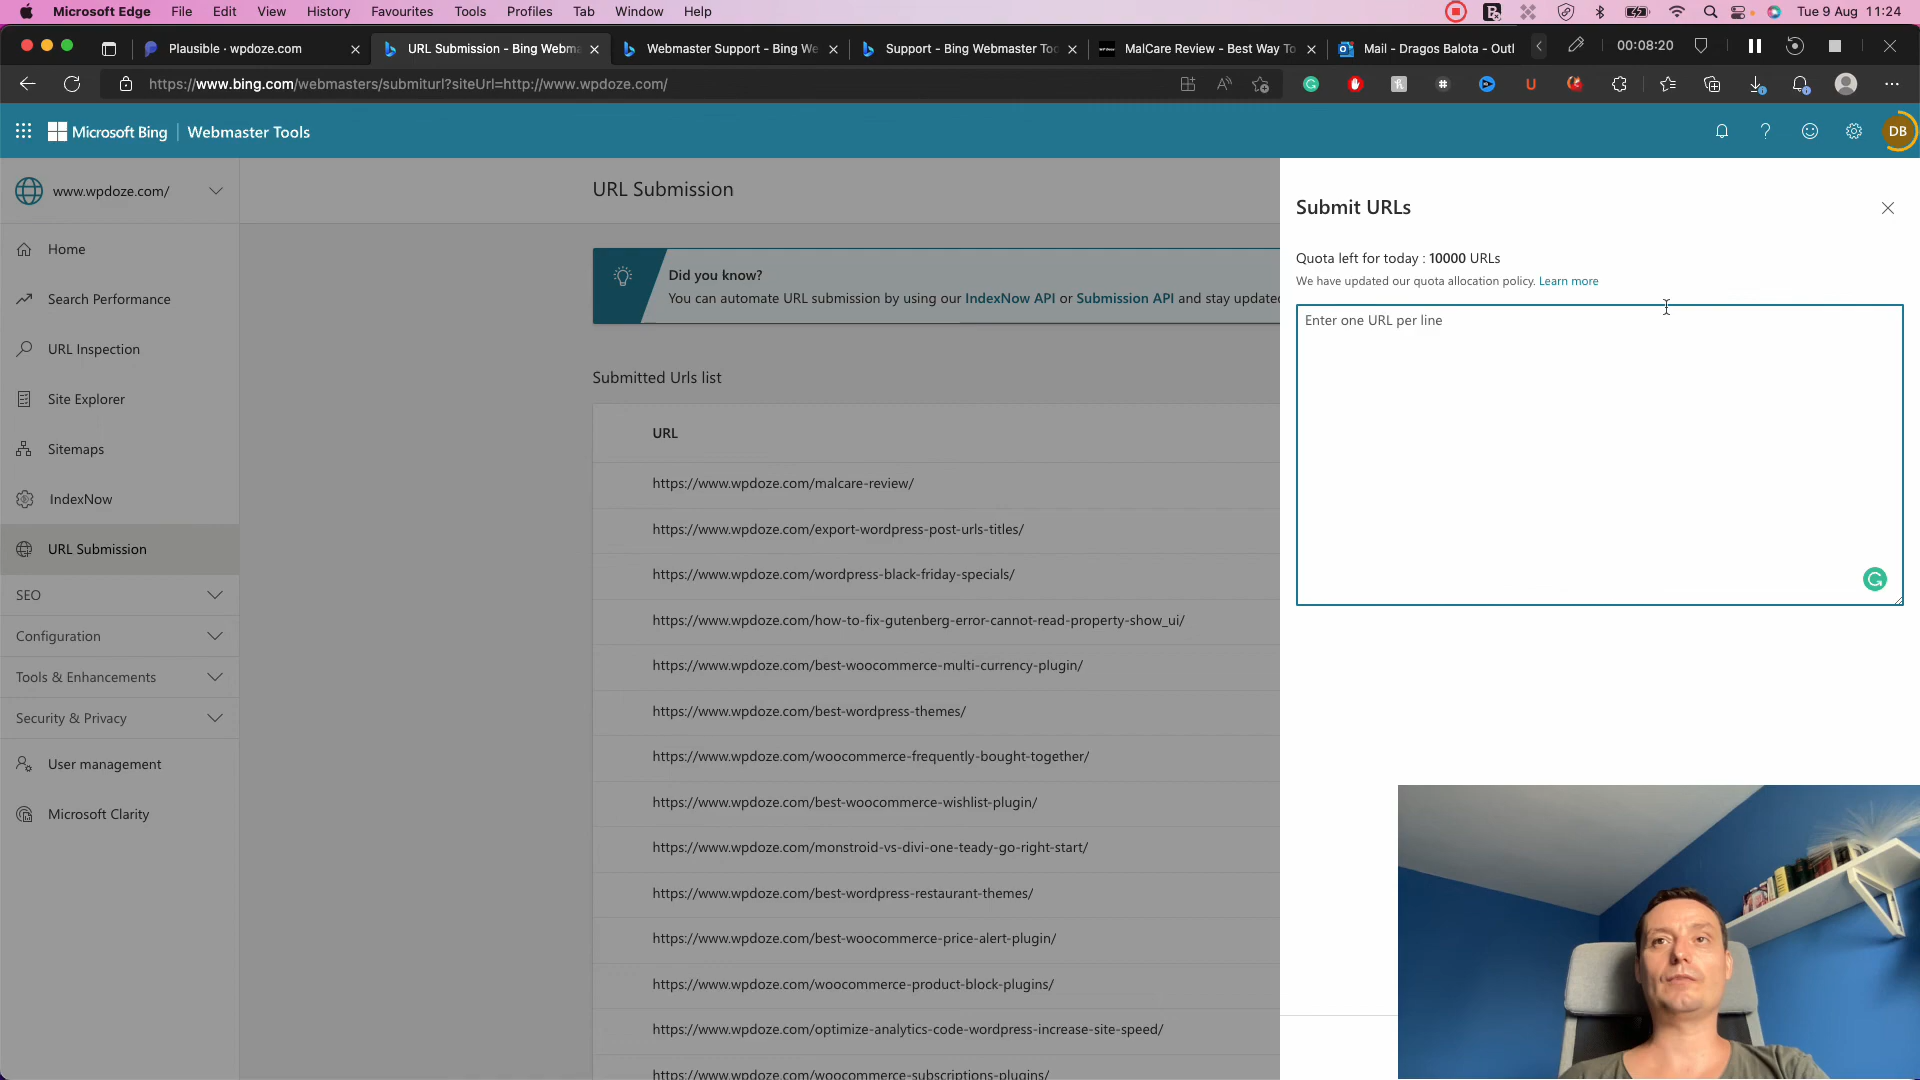 Microsoft Edge File Edit View History Favourites Tools Profiles Tab Window Help Tue 9 Aug 11:24
Plausible · wpdoze.com
URL Submission - Bing Webma
Webmaster Support - Bing We
Support - Bing Webmaster Too
MalCare Review - Best Way To
Mail - Dragos Balota - Outl
00:08:20
https://www.bing.com/webmasters/submiturl?siteUrl=http://www.wpdoze.com/
Microsoft Bing Webmaster Tools
DB
www.wpdoze.com/
Home
Search Performance
URL Inspection
Site Explorer
Sitemaps
IndexNow
URL Submission
SEO
Configuration
Tools & Enhancements
Security & Privacy
User management
Microsoft Clarity
URL Submission
Did you know?
You can automate URL submission by using our IndexNow API or Submission API and stay update
Submitted Urls list
URL
https://www.wpdoze.com/malcare-review/
https://www.wpdoze.com/export-wordpress-post-urls-titles/
https://www.wpdoze.com/wordpress-black-friday-specials/
https://www.wpdoze.com/how-to-fix-gutenberg-error-cannot-read-property-show_ui/
https://www.wpdoze.com/best-woocommerce-multi-currency-plugin/
https://www.wpdoze.com/best-wordpress-themes/
https://www.wpdoze.com/woocommerce-frequently-bought-together/
https://www.wpdoze.com/best-woocommerce-wishlist-plugin/
https://www.wpdoze.com/monstroid-vs-divi-one-teady-go-right-start/
https://www.wpdoze.com/best-wordpress-restaurant-themes/
https://www.wpdoze.com/best-woocommerce-price-alert-plugin/
https://www.wpdoze.com/woocommerce-product-block-plugins/
https://www.wpdoze.com/optimize-analytics-code-wordpress-increase-site-speed/
https://www.wpdoze.com/woocommerce-subscriptions-plugins/
Submit URLs
Quota left for today : 10000 URLs
We have updated our quota allocation policy. Learn more
Enter one URL per line